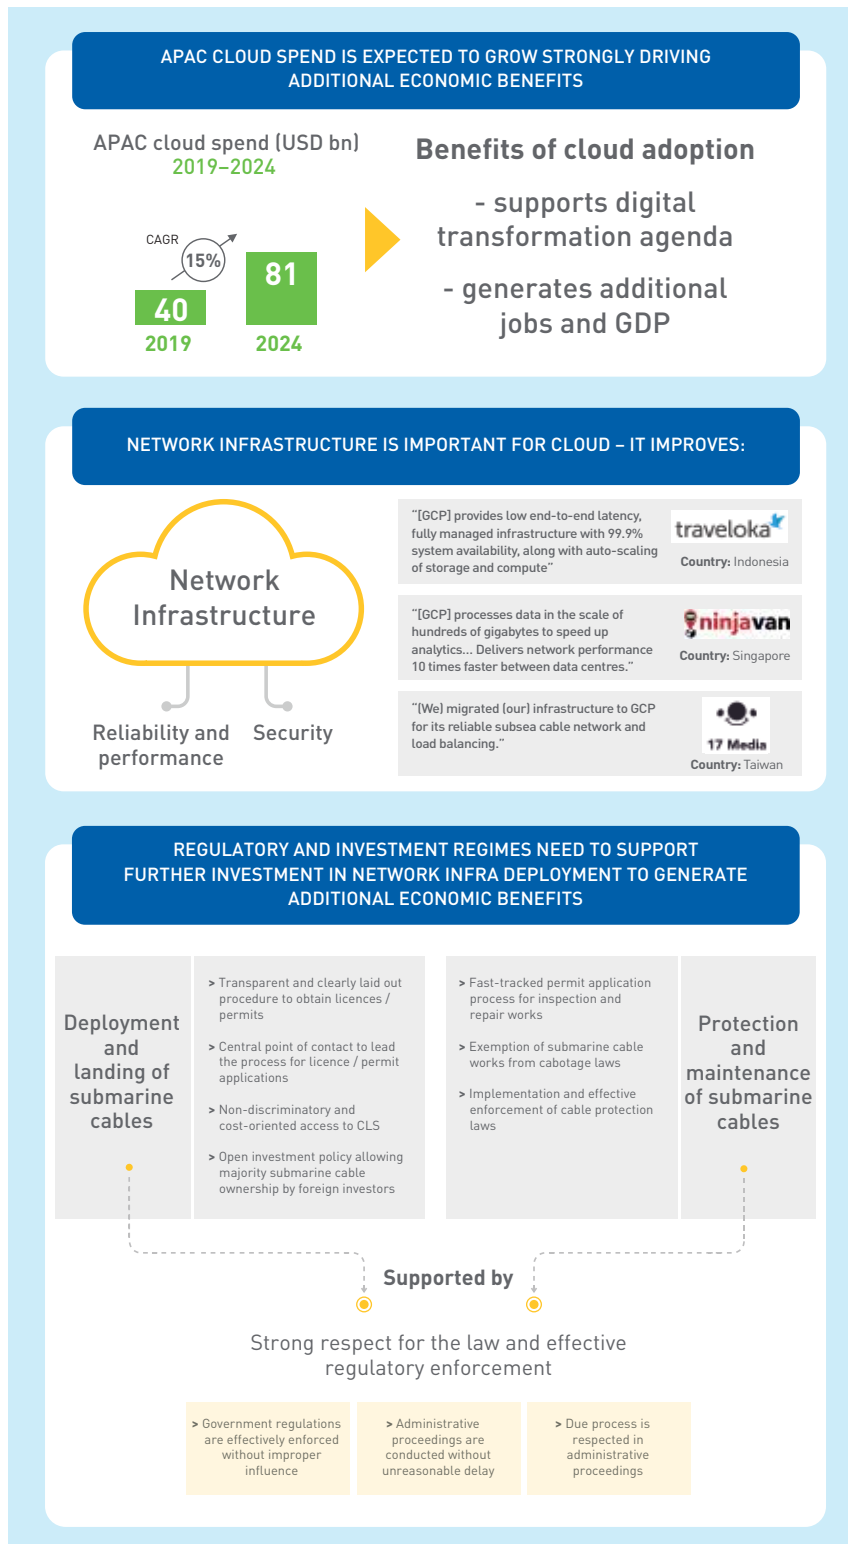 APAC CLOUD SPEND IS EXPECTED TO GROW STRONGLY DRIVING
ADDITIONAL ECONOMIC BENEFITS
APAC cloud spend (USD bn)
2019–2024
CAGR
15%
40
81
2019
2024
Benefits of cloud adoption
- supports digital
transformation agenda
- generates additional
jobs and GDP
NETWORK INFRASTRUCTURE IS IMPORTANT FOR CLOUD – IT IMPROVES:
Network
Infrastructure
Reliability and
performance
Security
“[GCP] provides low end-to-end latency,
fully managed infrastructure with 99.9%
system availability, along with auto-scaling
of storage and compute”
traveloka
Country: Indonesia
“[GCP] processes data in the scale of
hundreds of gigabytes to speed up
analytics... Delivers network performance
10 times faster between data centres.”
ninjavan
Country: Singapore
“(We) migrated (our) infrastructure to GCP
for its reliable subsea cable network and
load balancing.”
17 Media
Country: Taiwan
REGULATORY AND INVESTMENT REGIMES NEED TO SUPPORT
FURTHER INVESTMENT IN NETWORK INFRA DEPLOYMENT TO GENERATE
ADDITIONAL ECONOMIC BENEFITS
Deployment
and
landing of
submarine
cables
> Transparent and clearly laid out
procedure to obtain licences /
permits
> Central point of contact to lead
the process for licence / permit
applications
> Non-discriminatory and
cost-oriented access to CLS
> Open investment policy allowing
majority submarine cable
ownership by foreign investors
> Fast-tracked permit application
process for inspection and
repair works
> Exemption of submarine cable
works from cabotage laws
> Implementation and effective
enforcement of cable protection
laws
Protection
and
maintenance
of submarine
cables
Supported by
Strong respect for the law and effective
regulatory enforcement
> Government regulations
are effectively enforced
without improper
influence
> Administrative
proceedings are
conducted without
unreasonable delay
> Due process is
respected in
administrative
proceedings